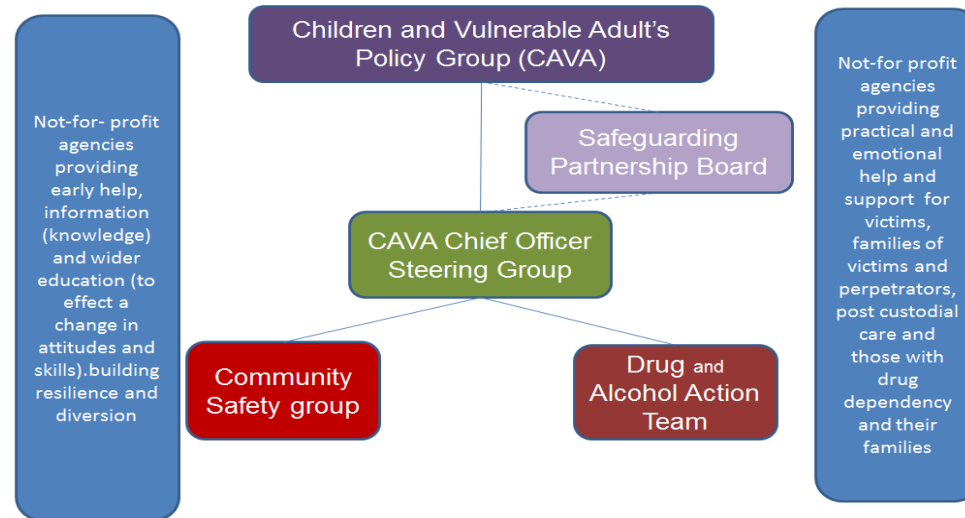 Not-for- profit
agencies
providing
early help,
information
(knowledge)
and wider
education (to
effect a
change in
attitudes and
skills).building
resilience and
diversion
Children and Vulnerable Adult's
Policy Group (CAVA)
Safeguarding
Partnership Board
CAVA Chief Officer
Steering Group
Community
Safety group
Drug and
Alcohol Action
Team
Not-for profit
agencies
providing
practical and
emotional
help and
support for
victims,
families of
victims and
perpetrators,
post custodial
care and
those with
drug
dependency
and their
families